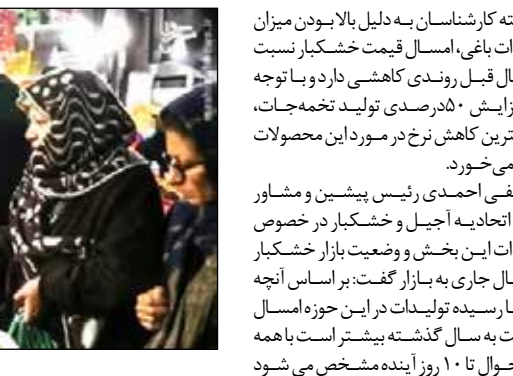 ته کارشناسان به دلیل بالا بودن میزان
ات باغی، امسال قیمت خشکبار نسبت
ال قبل روندی کاهشی دارد و با توجه
زایش ۵۰درصدی تولید تخمه‌جات،
ترین کاهش نرخ در مورد این محصولات
می‌خورد.
فی احمدی رئیس پیشین و مشاور
اتحادیه آجیل و خشکبار در خصوص
ات این بخش و وضعیت بازار خشکبار
ال جاری به بازار گفت: بر اساس آنچه
ا رسیده تولیدات در این حوزه امسال
ت به سال گذشته بیشتر است با همه
حوال تا ۱۰ روز آینده مشخص می شود